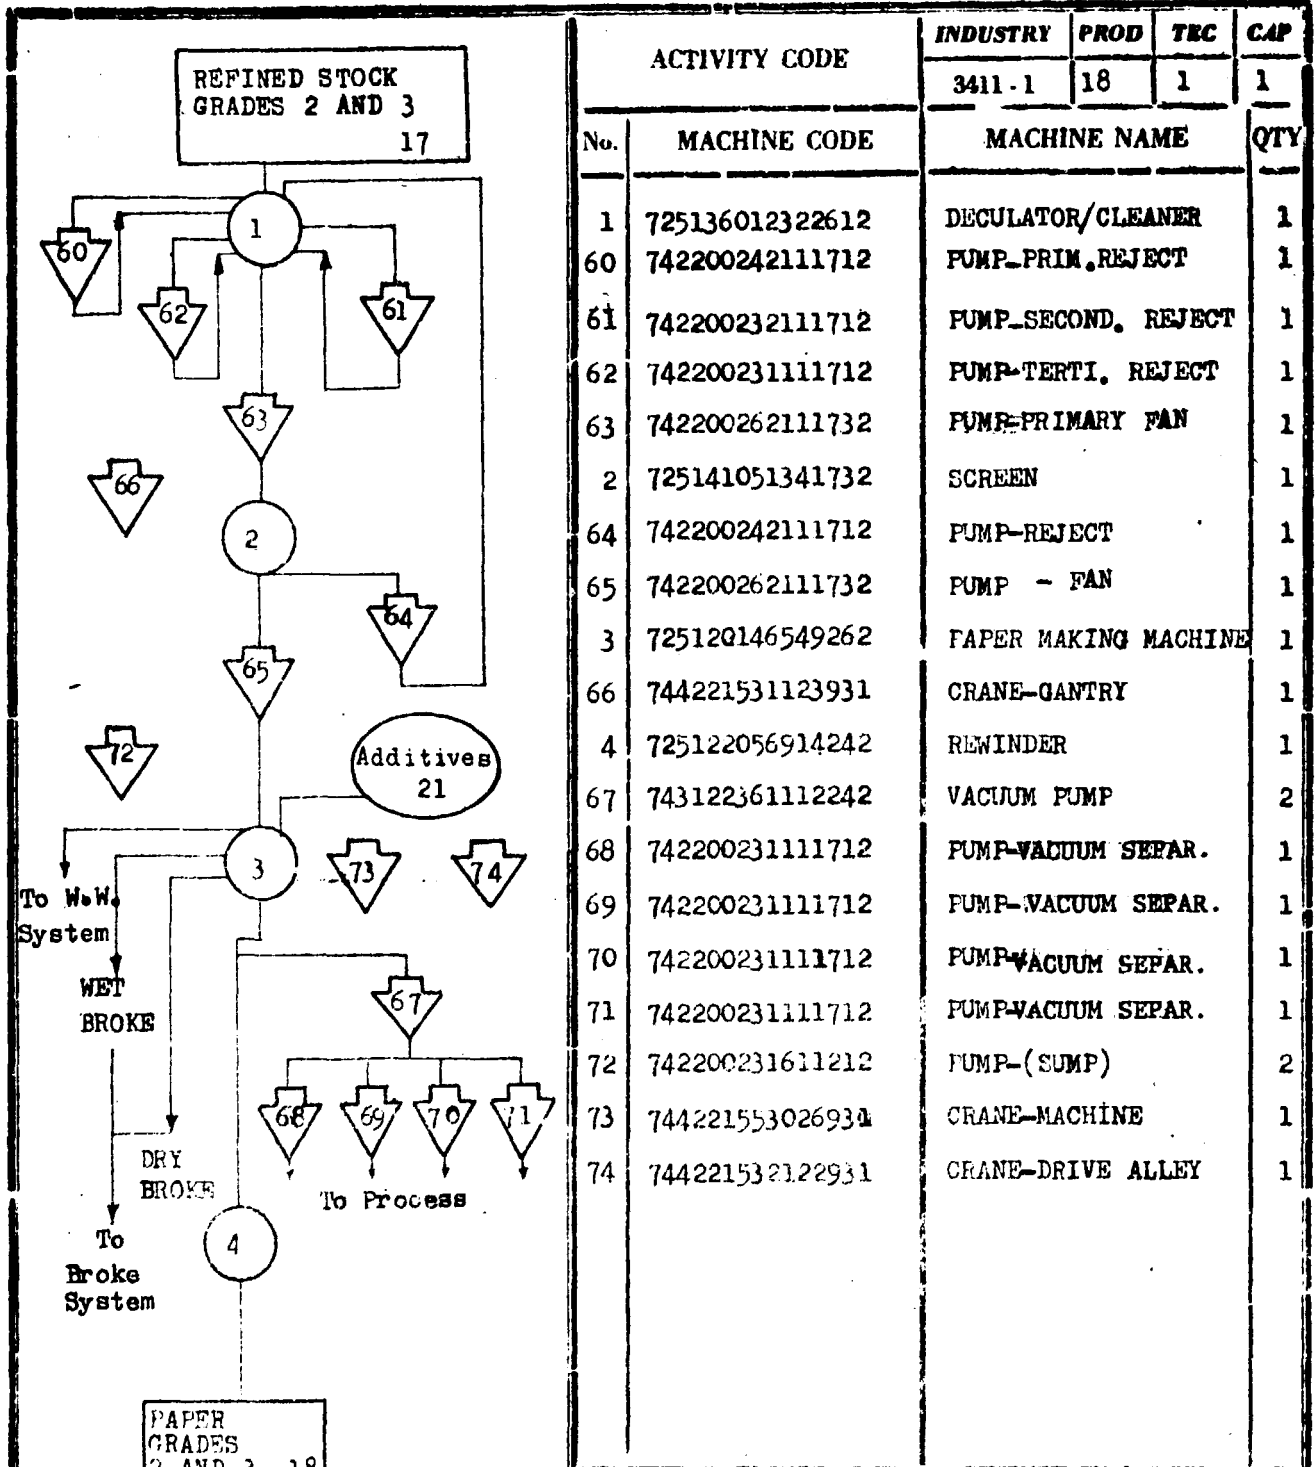 REFINED STOCK
GRADES 2 AND 3
17
1
60
62
61
63
66
2
64
65
72
Additives
21
3
73
74
To W.W.
System
WET
BROKE
67
68
69
70
71
DRY
BROKE
To Process
To
Broke
System
4
PAPER
GRADES
2 AND 3 18
ACTIVITY CODE
INDUSTRY PROD TEC CAP
3411-1 18 1 1
No. MACHINE CODE MACHINE NAME QTY
1 725136012322612 DECULATOR/CLEANER 1
60 742200242111712 PUMP-PRIM.REJECT 1
61 742200232111712 PUMP-SECOND. REJECT 1
62 742200231111712 PUMP-TERTI. REJECT 1
63 742200262111732 PUMP-PRIMARY FAN 1
2 725141051341732 SCREEN 1
64 742200242111712 PUMP-REJECT 1
65 742200262111732 PUMP - FAN 1
3 725120146549262 PAPER MAKING MACHINE 1
66 744221531123931 CRANE-GANTRY 1
4 725122056914242 REWINDER 1
67 743122361112242 VACUUM PUMP 2
68 742200231111712 PUMP-VACUUM SEPAR. 1
69 742200231111712 PUMP-VACUUM SEPAR. 1
70 742200231111712 PUMP-VACUUM SEPAR. 1
71 742200231111712 PUMP-VACUUM SEPAR. 1
72 742200231611212 PUMP-(SUMP) 2
73 744221553026931 CRANE-MACHINE 1
74 744221532122931 CRANE-DRIVE ALLEY 1